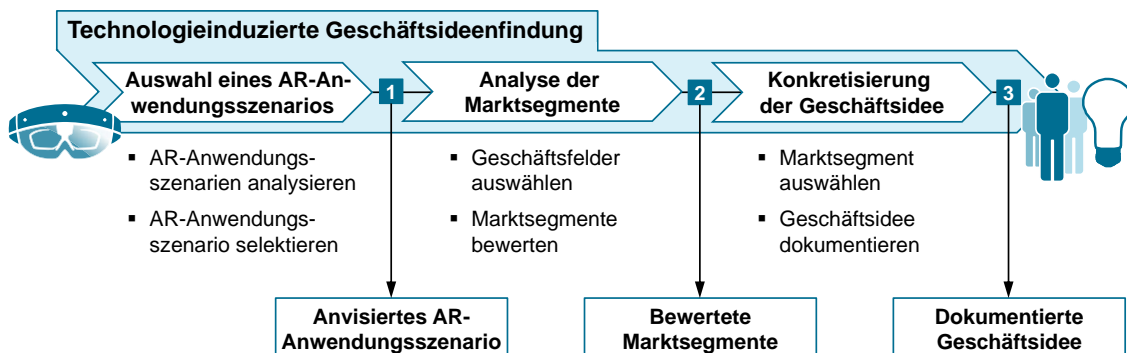 Technologieinduzierte Geschäftsideenfindung
Auswahl eines AR-An-
wendungsszenarios
1
Analyse der
Marktsegmente
2
Konkretisierung
der Geschäftsidee
3
▪ AR-Anwendungs-
szenarien analysieren
▪ AR-Anwendungs-
szenario selektieren
▪ Geschäftsfelder
auswählen
▪ Marktsegmente
bewerten
▪ Marktsegment
auswählen
▪ Geschäftsidee
dokumentieren
Anvisiertes AR-
Anwendungsszenario
Bewertete
Marktsegmente
Dokumentierte
Geschäftsidee